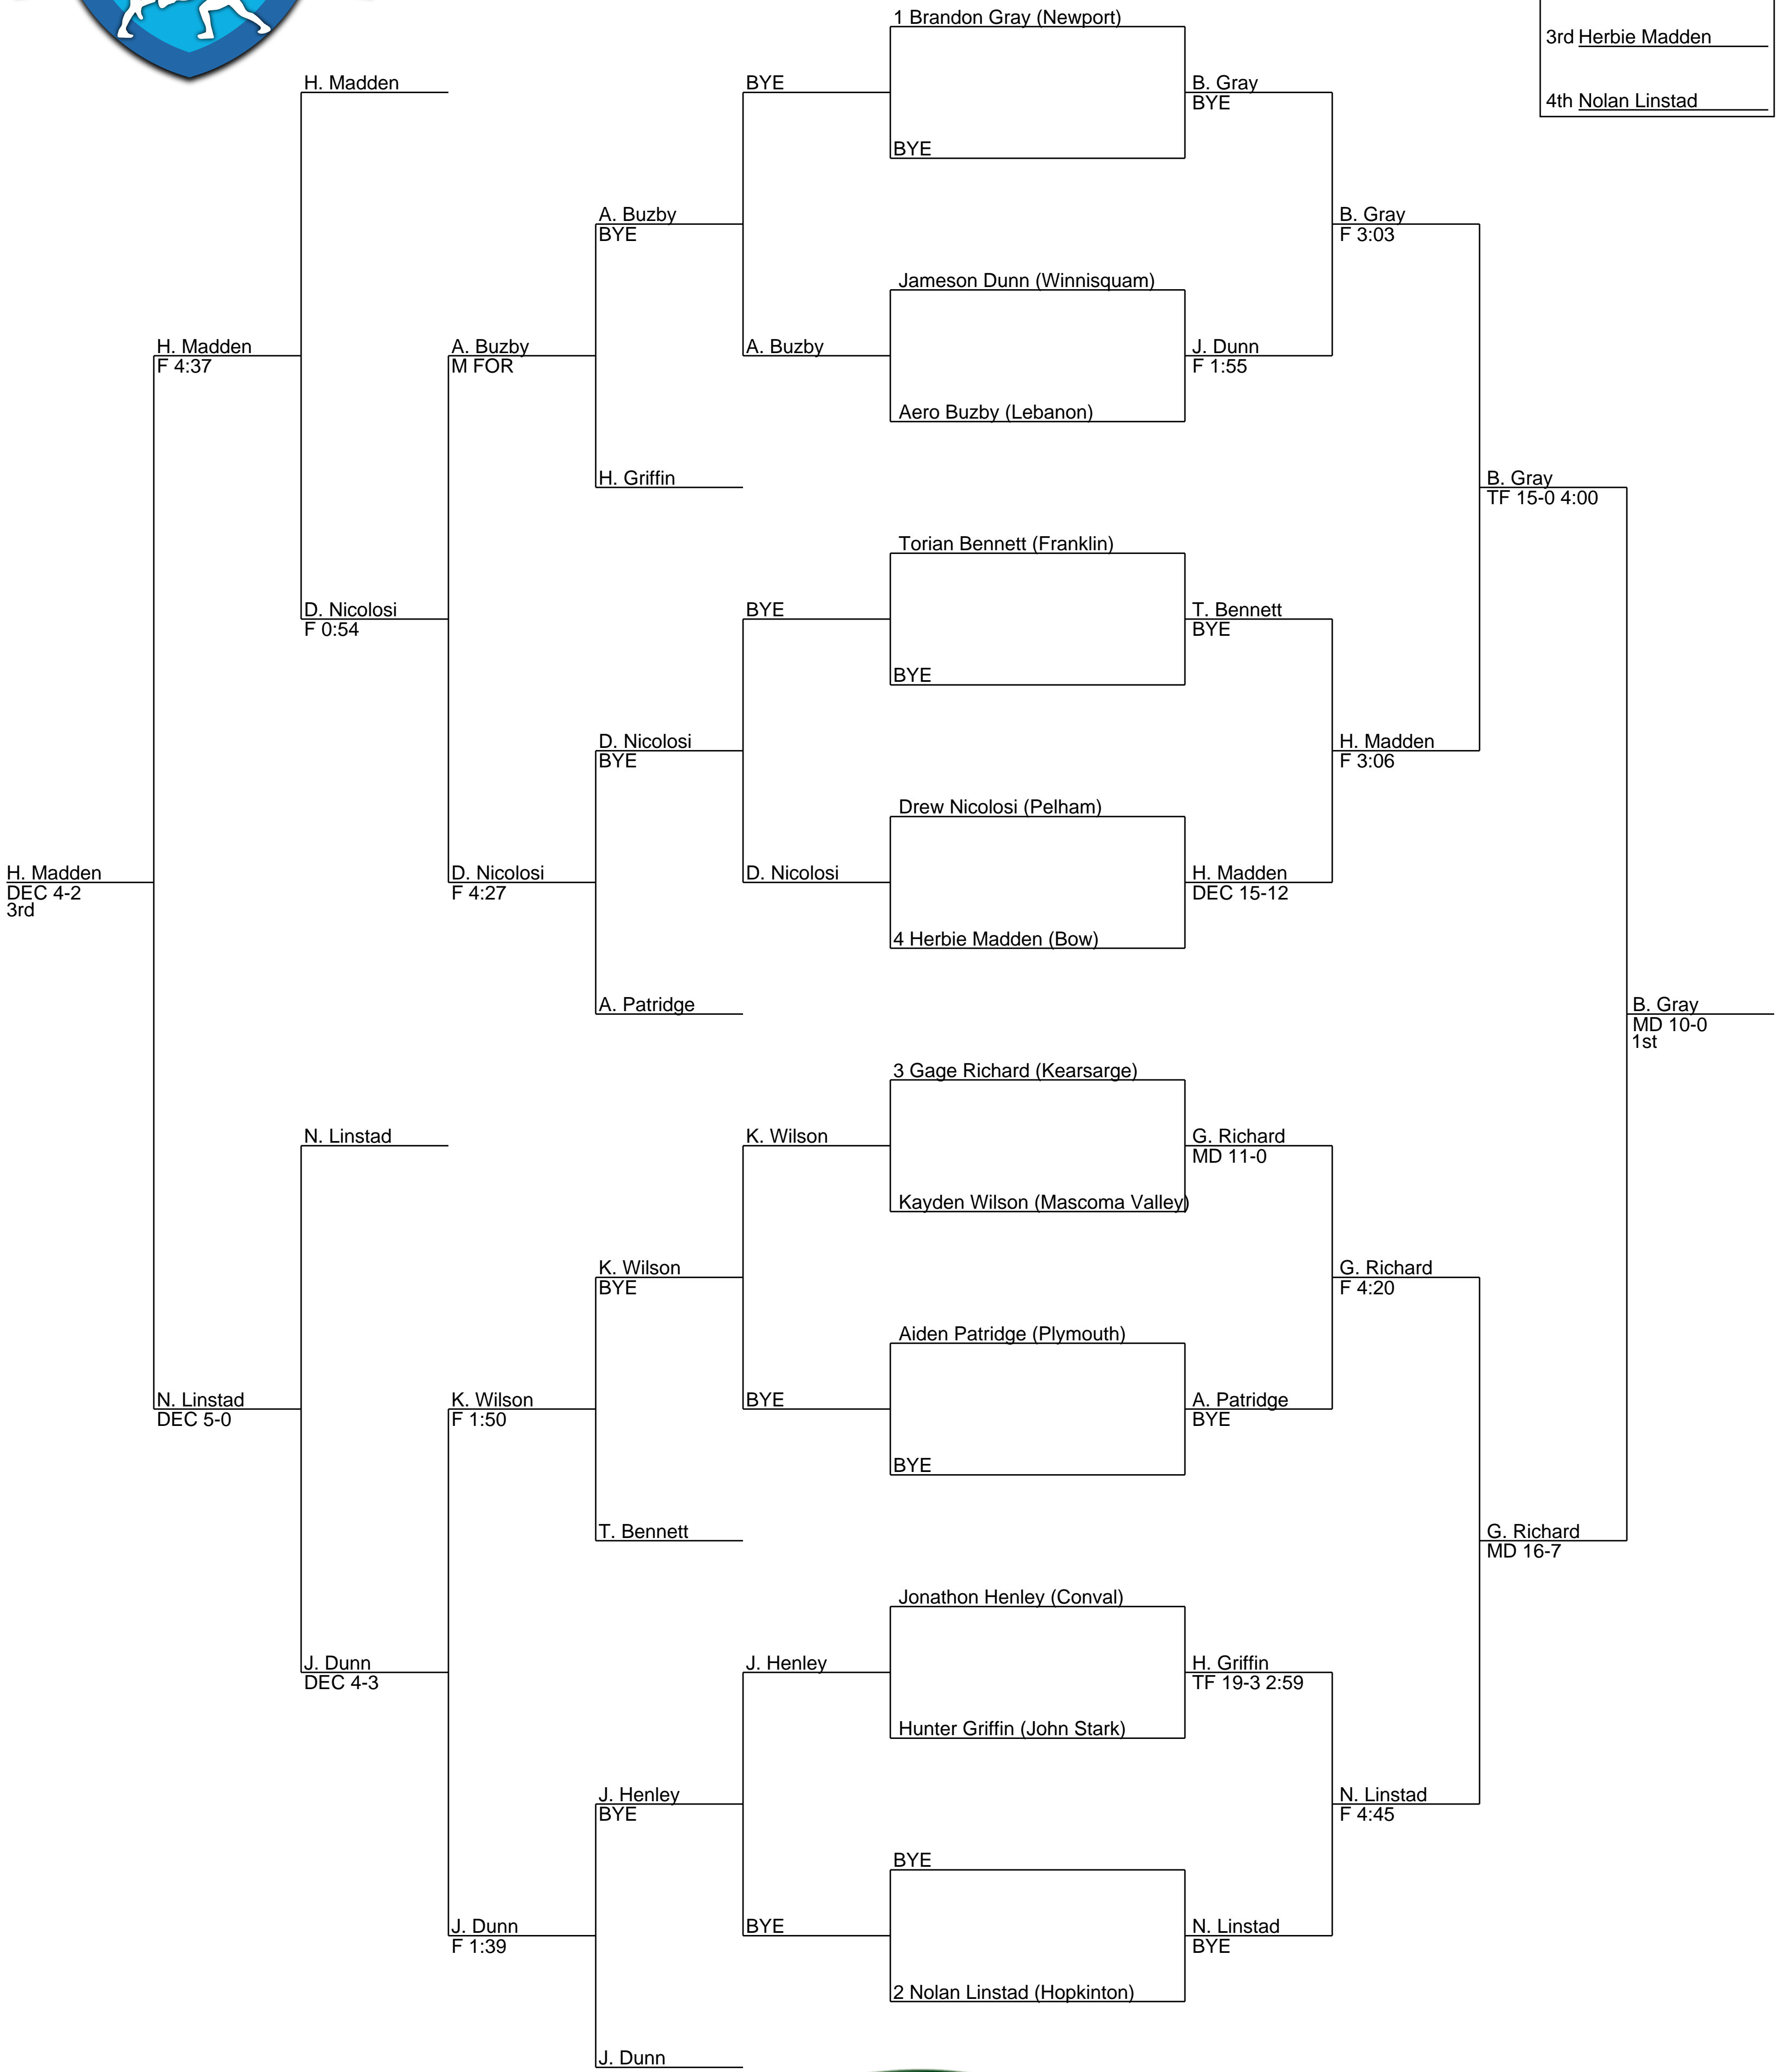 1 Brandon Gray (Newport)
3rd Herbie Madden
H. Madden
BYE
B. Gray
BYE
4th Nolan Linstad
BYE
A. Buzby
BYE
B. Gray
F 3:03
Jameson Dunn (Winnisquam)
H. Madden
F 4:37
A. Buzby
M FOR
A. Buzby
J. Dunn
F 1:55
Aero Buzby (Lebanon)
H. Griffin
B. Gray
TF 15-0 4:00
Torian Bennett (Franklin)
D. Nicolosi
F 0:54
BYE
T. Bennett
BYE
BYE
D. Nicolosi
BYE
H. Madden
F 3:06
Drew Nicolosi (Pelham)
H. Madden
DEC 4-2
3rd
D. Nicolosi
F 4:27
D. Nicolosi
H. Madden
DEC 15-12
4 Herbie Madden (Bow)
A. Patridge
B. Gray
MD 10-0
1st
3 Gage Richard (Kearsarge)
N. Linstad
K. Wilson
G. Richard
MD 11-0
Kayden Wilson (Mascoma Valley)
K. Wilson
BYE
G. Richard
F 4:20
Aiden Patridge (Plymouth)
N. Linstad
DEC 5-0
K. Wilson
F 1:50
BYE
A. Patridge
BYE
BYE
T. Bennett
G. Richard
MD 16-7
Jonathon Henley (Conval)
J. Dunn
DEC 4-3
J. Henley
H. Griffin
TF 19-3 2:59
Hunter Griffin (John Stark)
J. Henley
BYE
N. Linstad
F 4:45
BYE
J. Dunn
F 1:39
BYE
N. Linstad
BYE
2 Nolan Linstad (Hopkinton)
J. Dunn